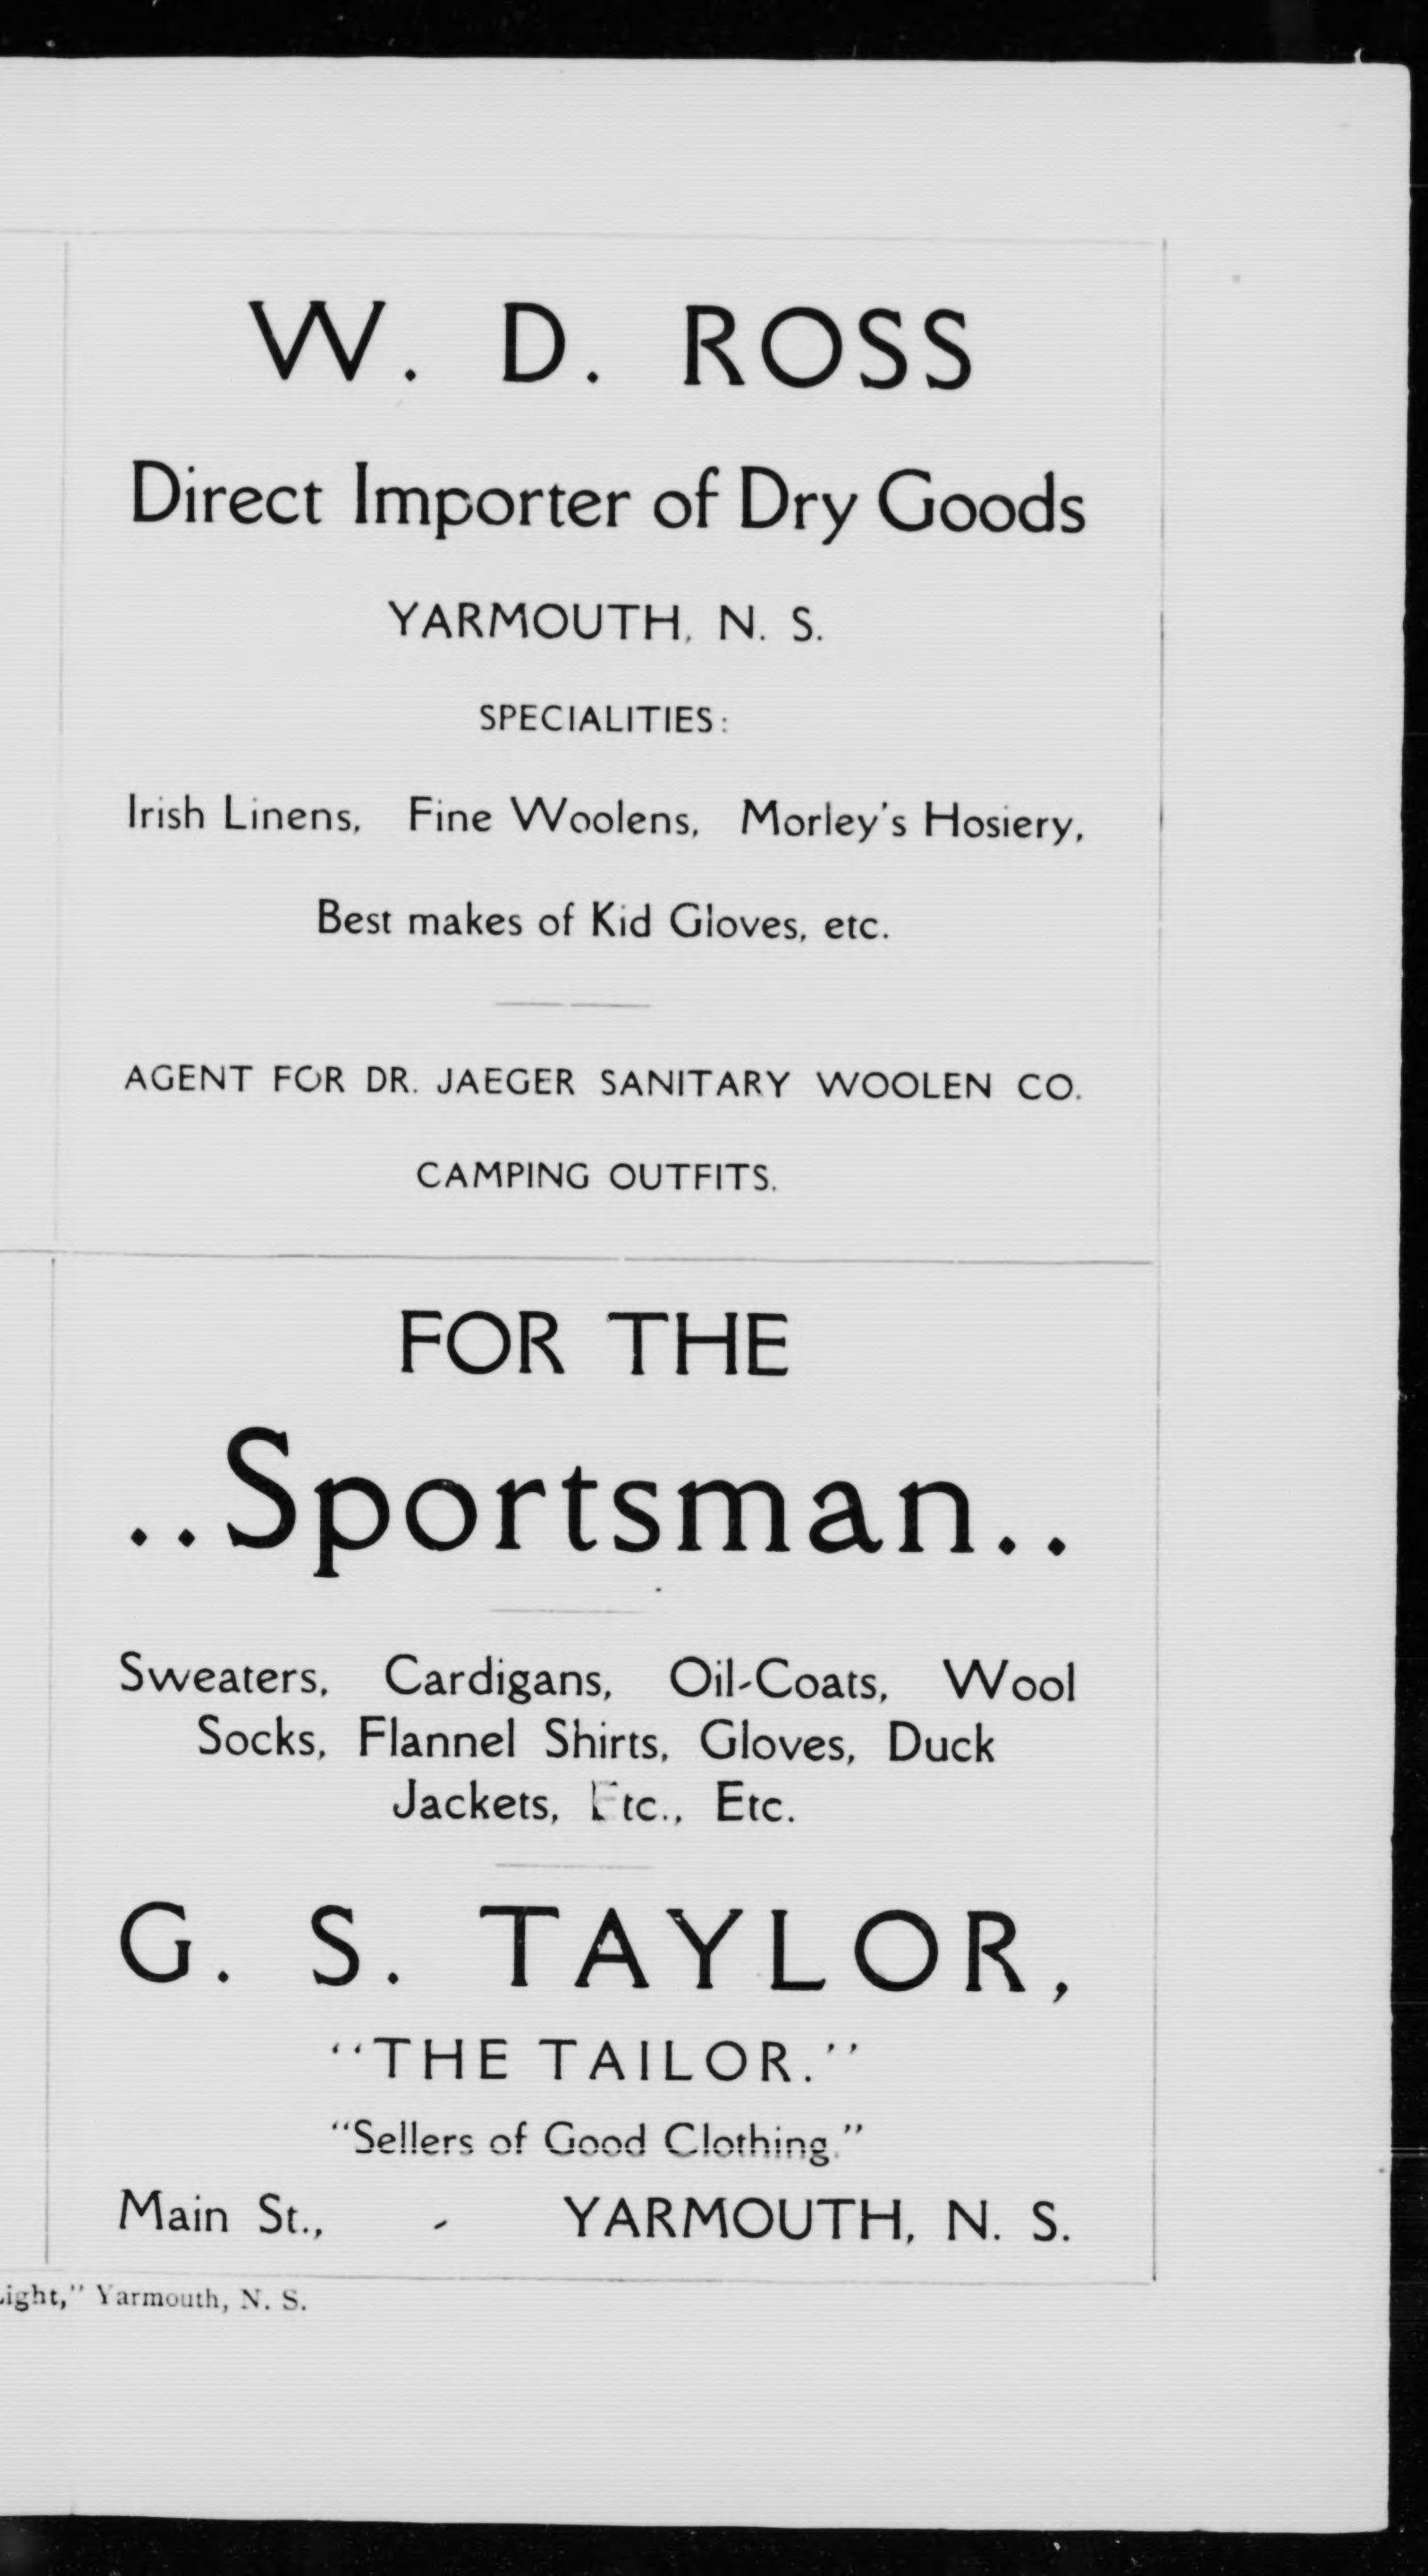 W. D. ROSS
Direct Importer of Dry Goods
YARMOUTH, N. S.
SPECIALITIES:
Irish Linens, Fine Woolens, Morley's Hosiery,
Best makes of Kid Gloves, etc.
AGENT FOR DR. JAEGER SANITARY WOOLEN CO.
CAMPING OUTFITS.
FOR THE
..Sportsman..
Sweaters, Cardigans, Oil-Coats, Wool
Socks, Flannel Shirts, Gloves, Duck
Jackets, Etc., Etc.
G. S. TAYLOR,
"THE TAILOR."
"Sellers of Good Clothing."
Main St., - YARMOUTH, N. S.
ight," Yarmouth, N. S.